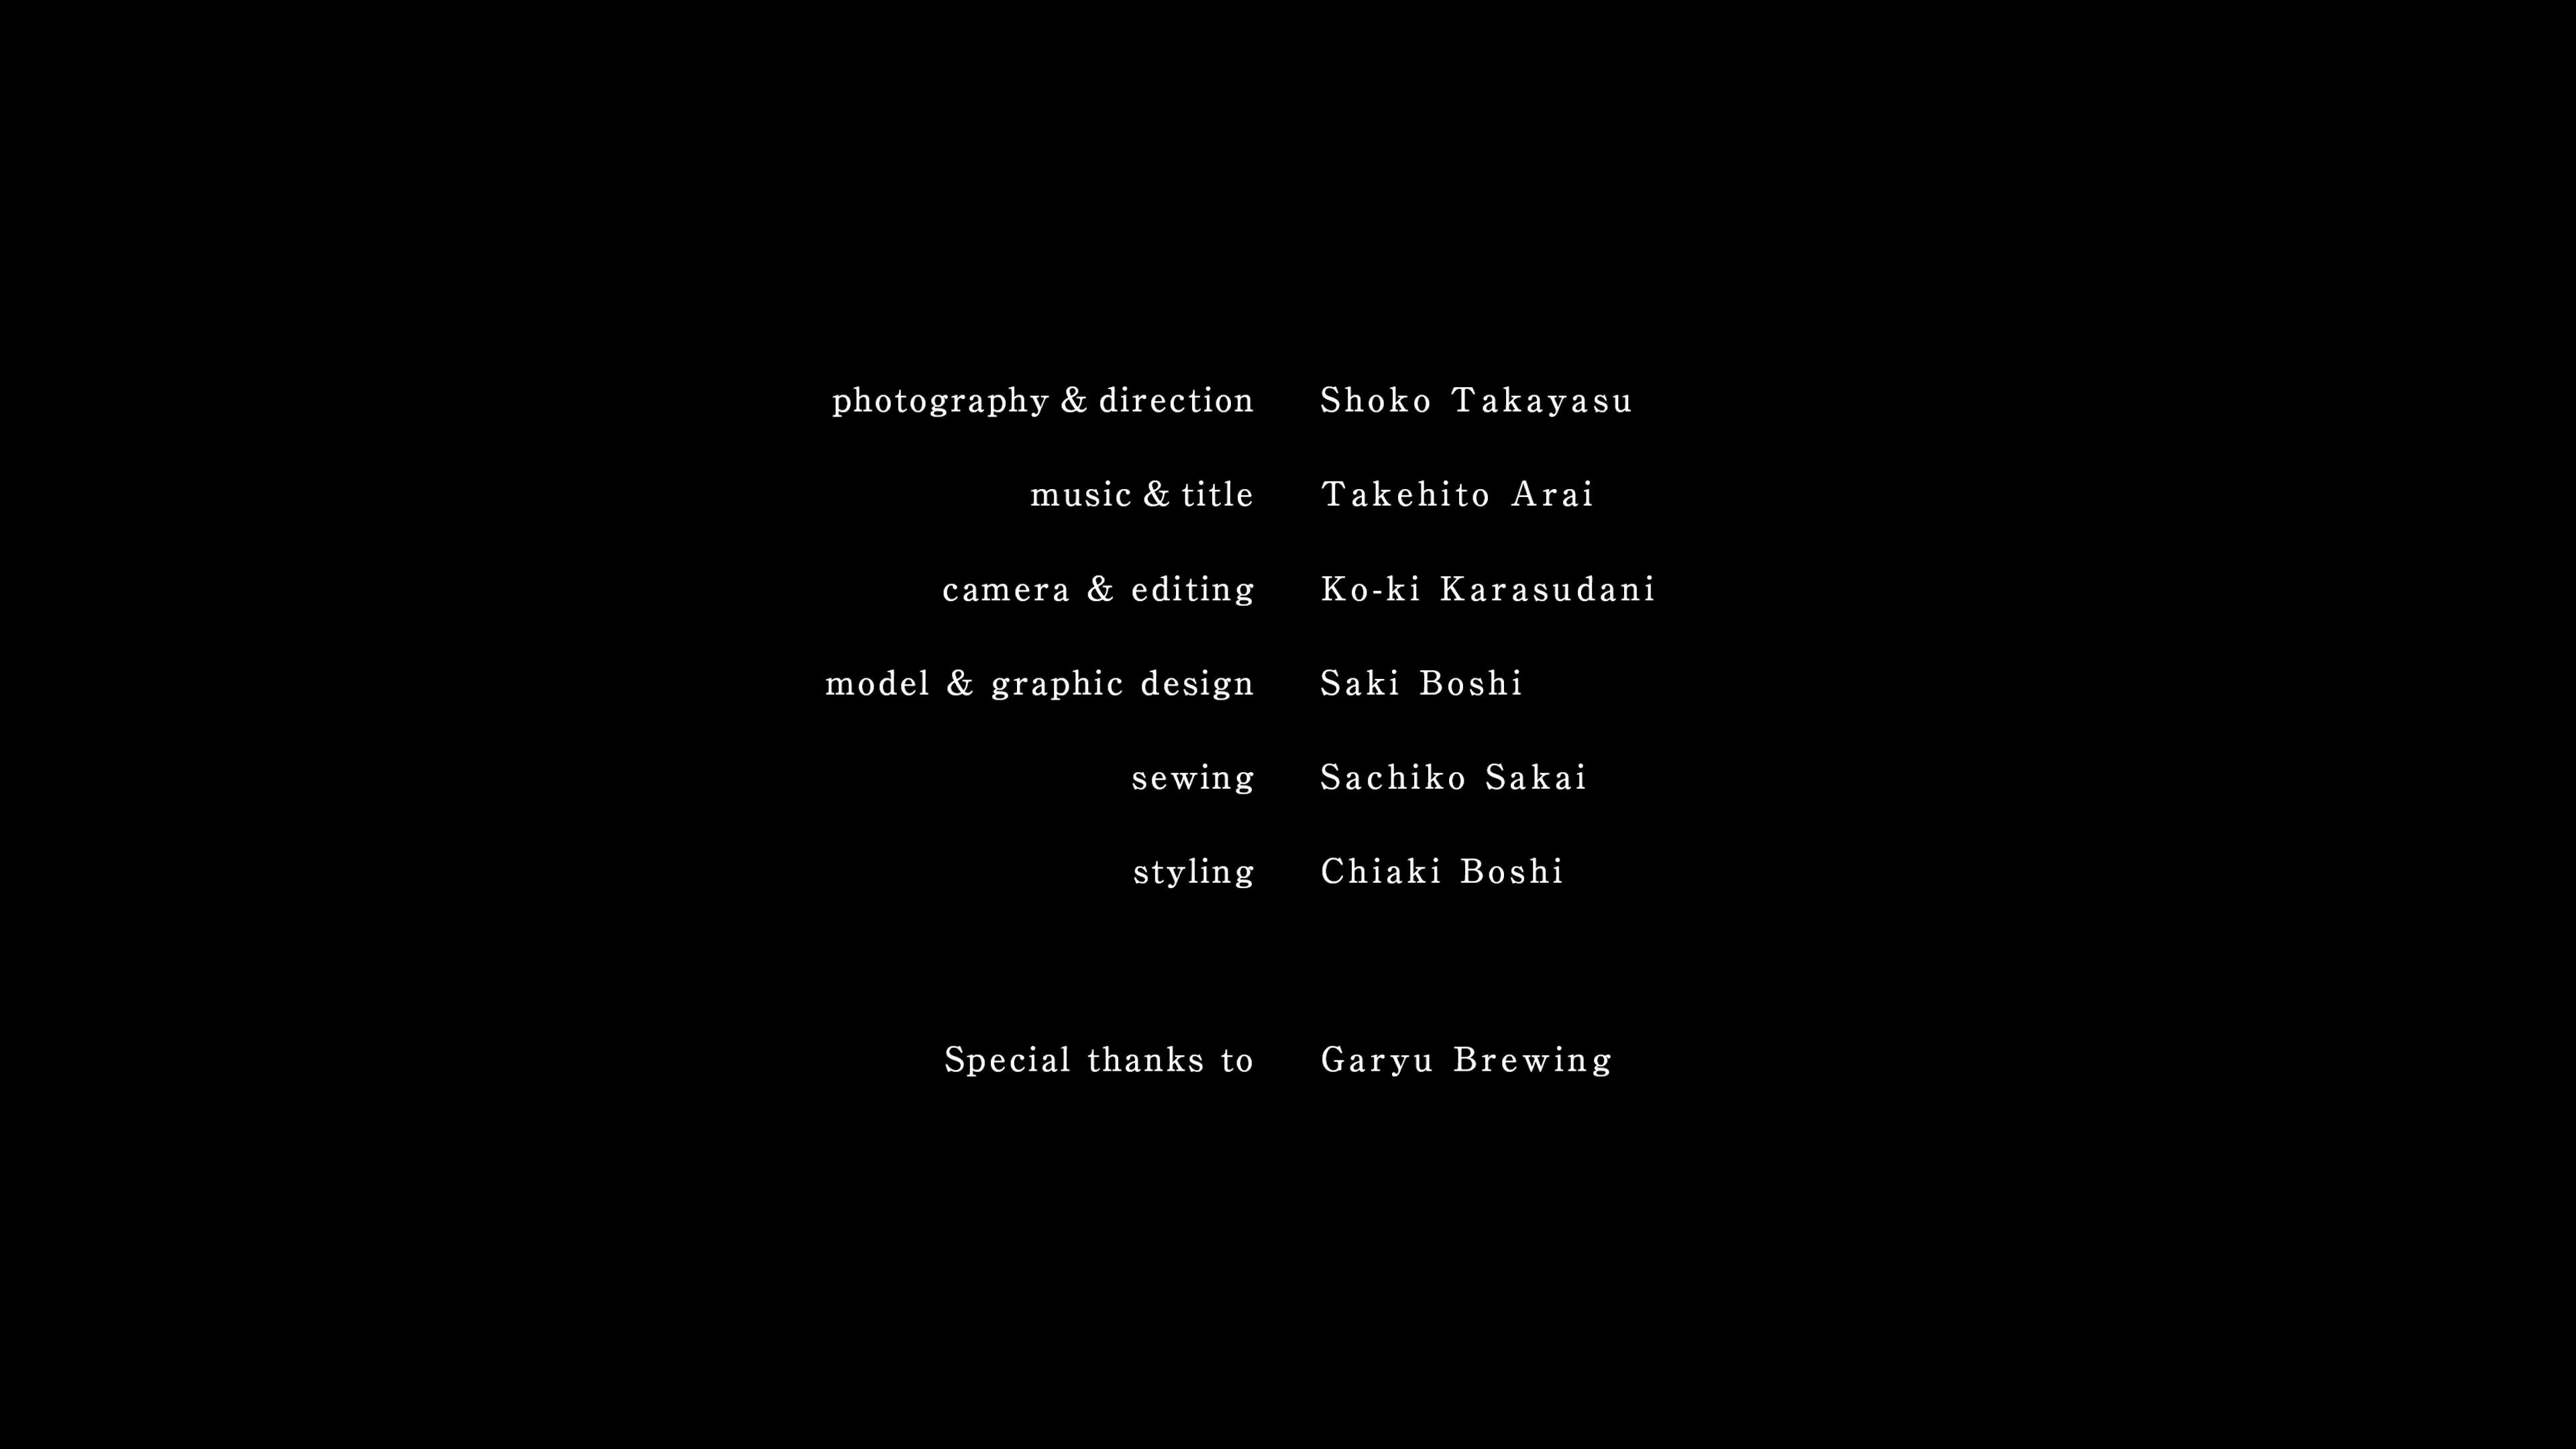 photography & direction Shoko Takayasu
music & title Takehito Arai
camera & editing Ko-ki Karasudani
model & graphic design Saki Boshi
sewing Sachiko Sakai
styling Chiaki Boshi
Special thanks to Garyu Brewing